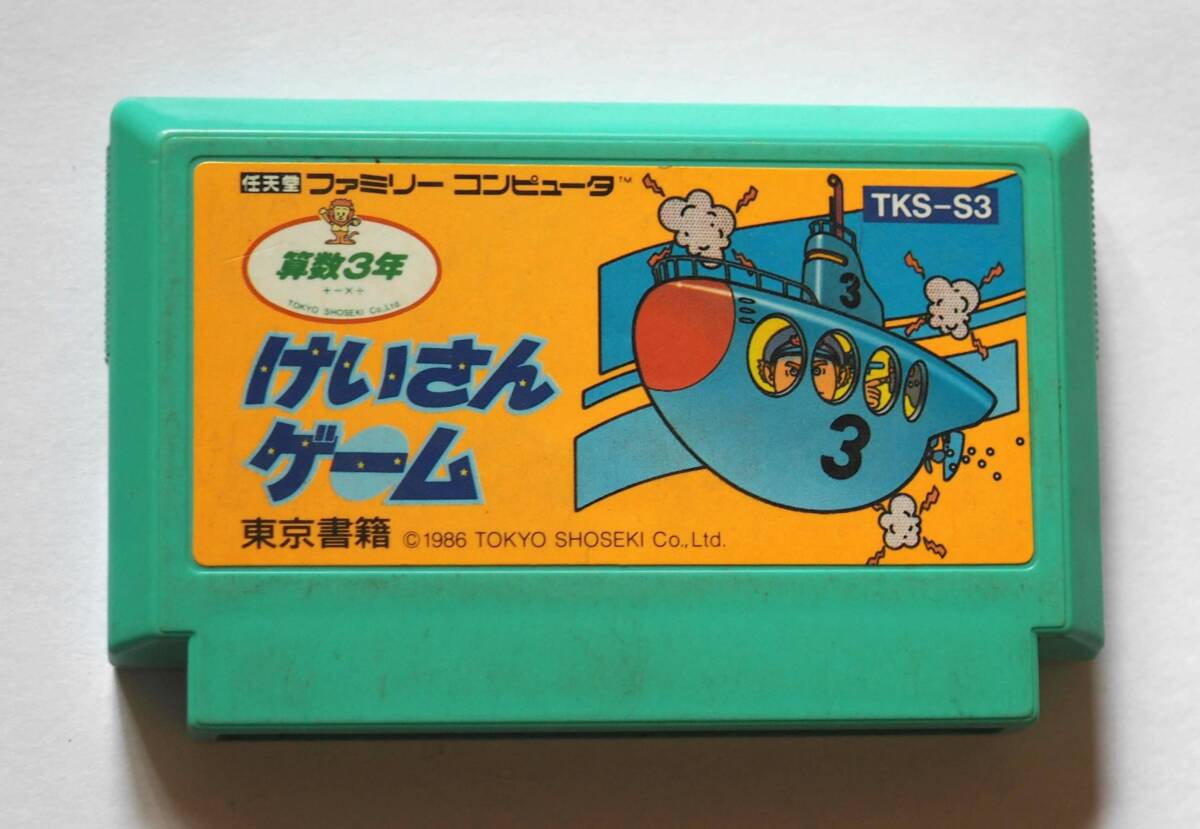 任天堂 ファミリー コンピュータ™
TKS-S3
算数3年
+-×÷
TOKYO SHOSEKI Co.,Ltd.
けいさん
ゲーム
3
3
東京書籍 ©1986 TOKYO SHOSEKI Co.,Ltd.